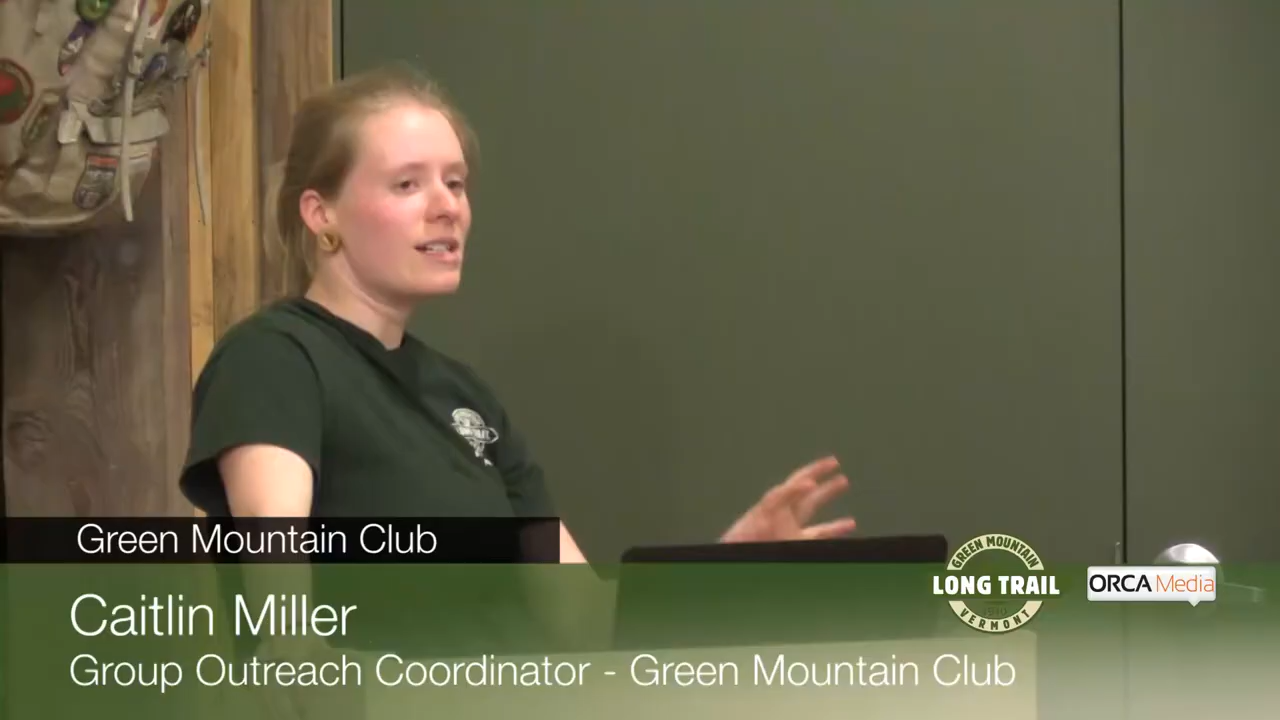 Green Mountain Club
GREEN MOUNTAIN
LONG TRAIL
VERMONT
ORCA Media
Caitlin Miller
Group Outreach Coordinator - Green Mountain Club